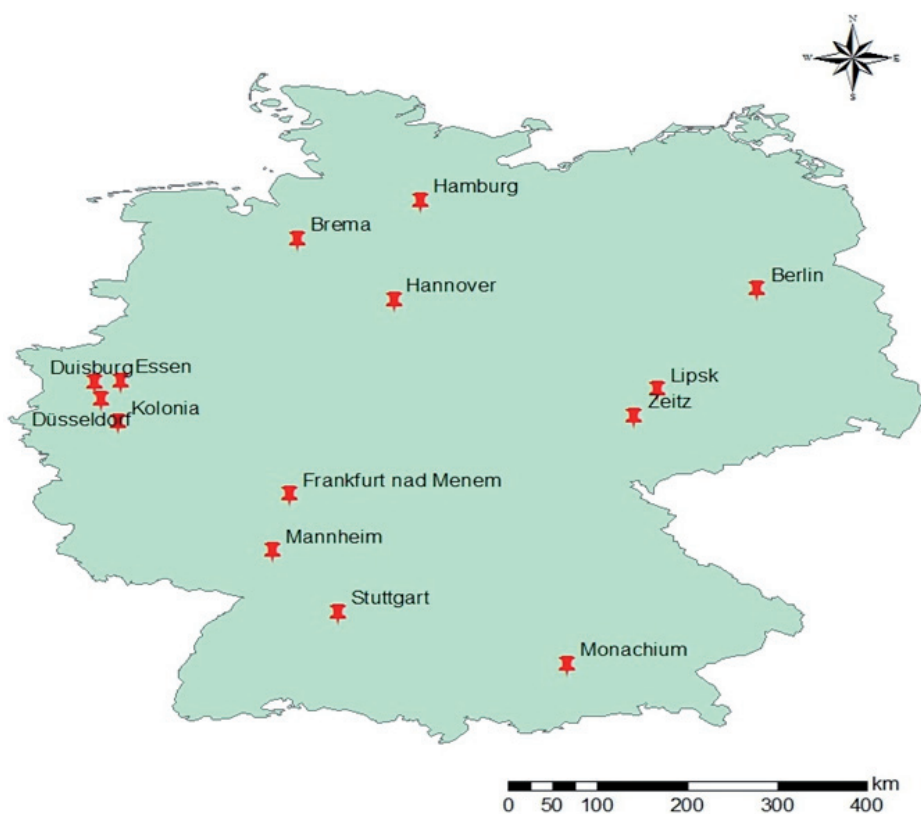 N
W E
S
Hamburg
Brema
Hannover
Berlin
Duisburg Essen
Lipsk
Zeitz
Düsseldorf Kolonia
Frankfurt nad Menem
Mannheim
Stuttgart
Monachium
km
0 50 100 200 300 400